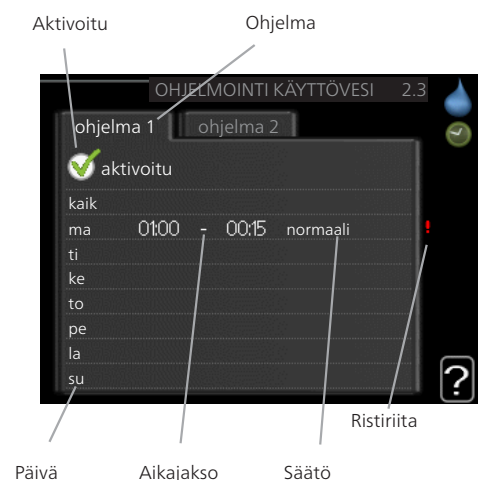 Aktivoitu Ohjelma
OHJELMOINTI KÄYTTÖVESI 2.3
ohjelma 1 ohjelma 2
aktivoitu
kaik
ma 01:00 - 00:15 normaali !
ti
ke
to
pe
la
su
?
Ristiriita
Päivä Aikajakso Säätö